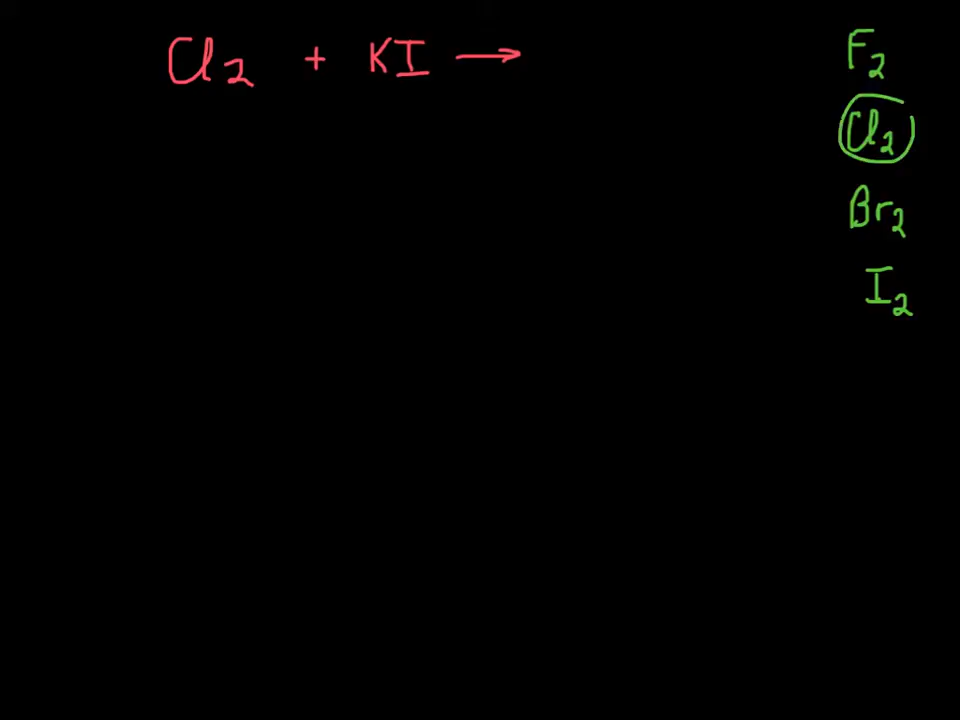 Cl₂ + KI →
F₂
Cl₂
Br₂
I₂